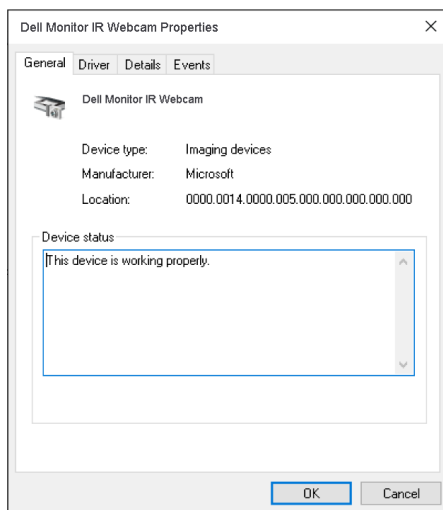 Dell Monitor IR Webcam Properties
General Driver Details Events
Dell Monitor IR Webcam
Device type: Imaging devices
Manufacturer: Microsoft
Location: 0000.0014.0000.005.000.000.000.000.000
Device status
This device is working properly.
OK Cancel